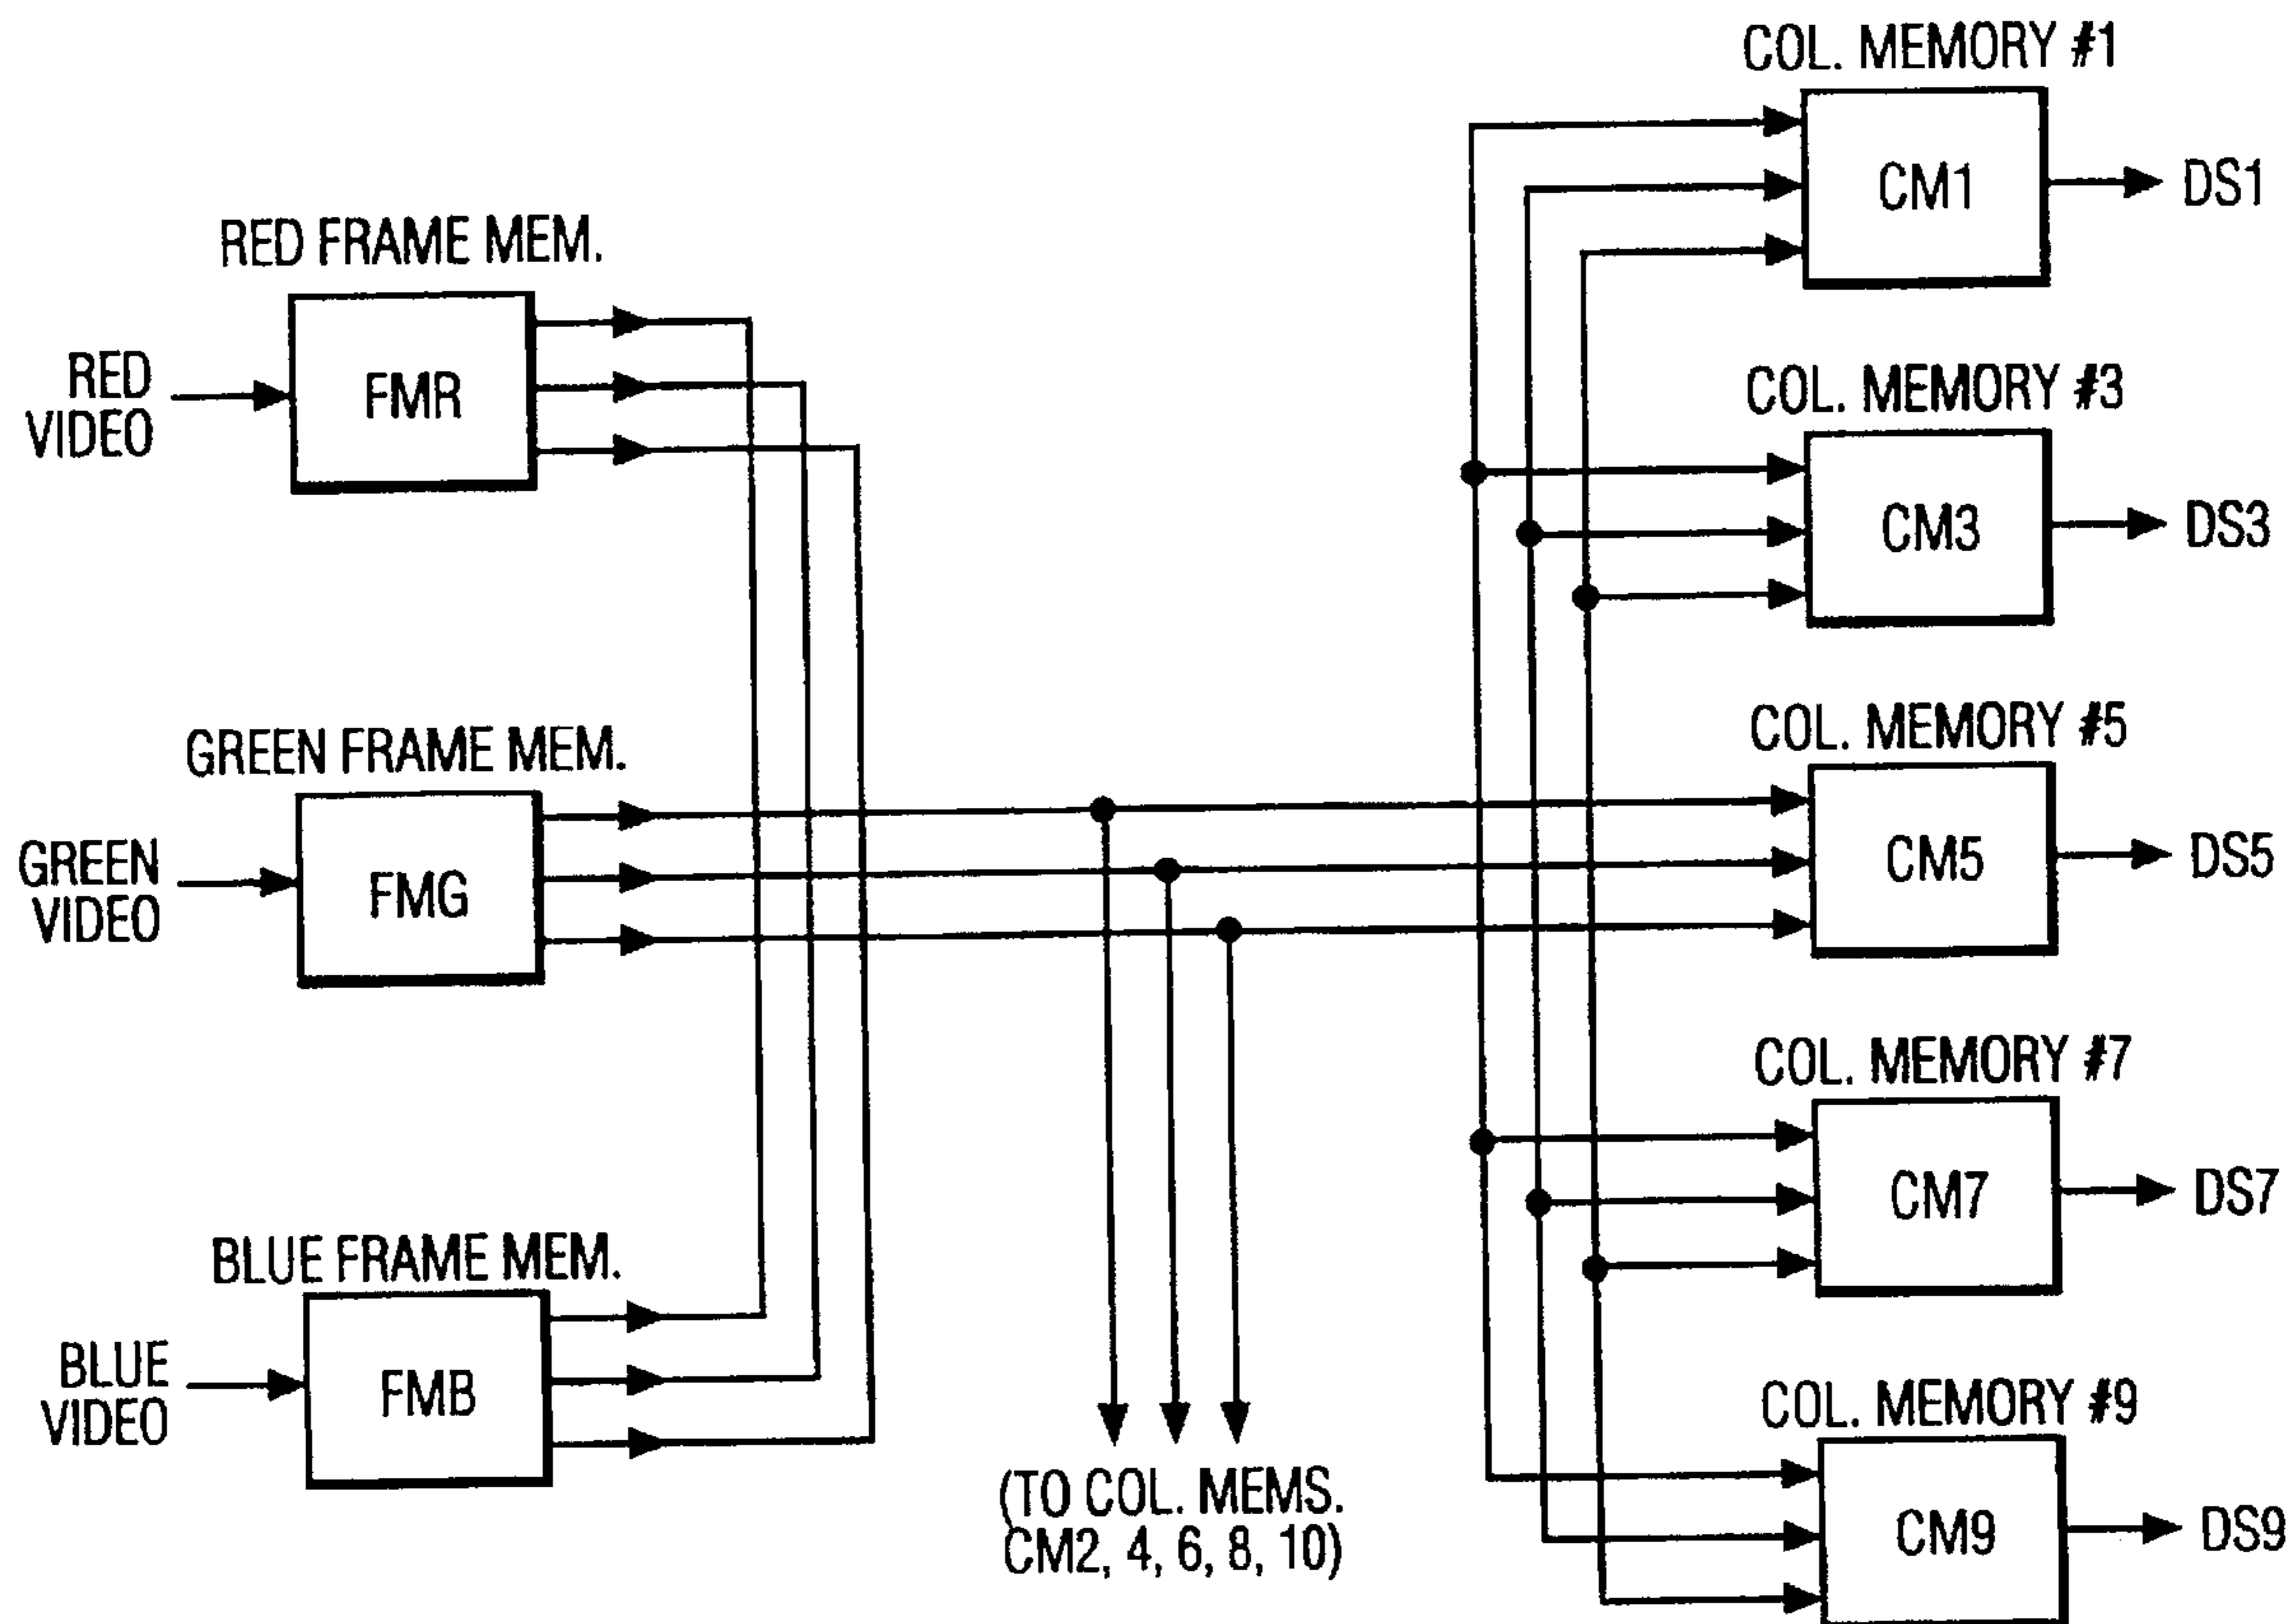 RED FRAME MEM.
RED
VIDEO
FMR
GREEN FRAME MEM.
GREEN
VIDEO
FMG
BLUE FRAME MEM.
BLUE
VIDEO
FMB
(TO COL. MEMS.
CM2, 4, 6, 8, 10)
COL. MEMORY #1
CM1
DS1
COL. MEMORY #3
CM3
DS3
COL. MEMORY #5
CM5
DS5
COL. MEMORY #7
CM7
DS7
COL. MEMORY #9
CM9
DS9